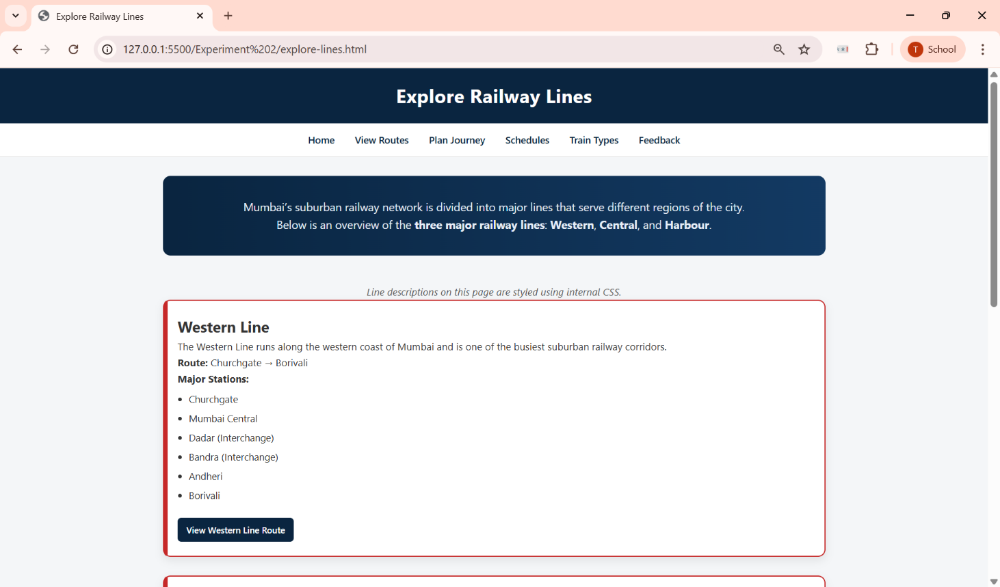 Explore Railway Lines
127.0.0.1:5500/Experiment%202/explore-lines.html
T
School
Explore Railway Lines
Home View Routes Plan Journey Schedules Train Types Feedback
Mumbai’s suburban railway network is divided into major lines that serve different regions of the city.
Below is an overview of the three major railway lines: Western, Central, and Harbour.
Line descriptions on this page are styled using internal CSS.
Western Line
The Western Line runs along the western coast of Mumbai and is one of the busiest suburban railway corridors.
Route: Churchgate → Borivali
Major Stations:
• Churchgate
• Mumbai Central
• Dadar (Interchange)
• Bandra (Interchange)
• Andheri
• Borivali
View Western Line Route